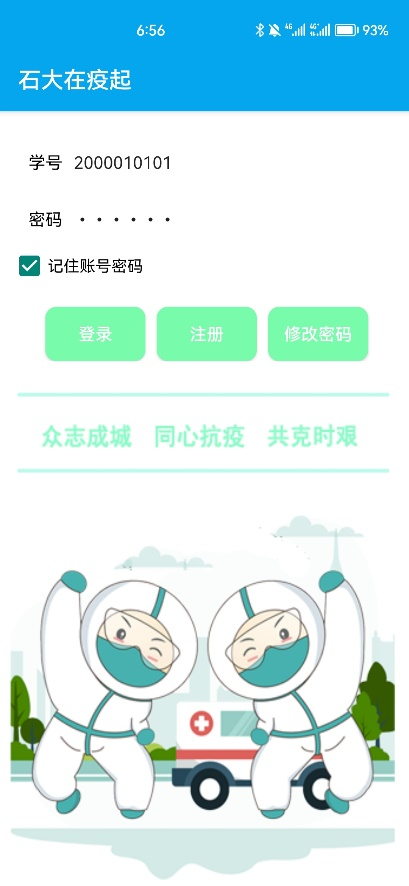 6:56
4G 4G 93%
石大在疫起
学号 2000010101
密码 ••••••
记住账号密码
登录 注册 修改密码
众志成城 同心抗疫 共克时艰